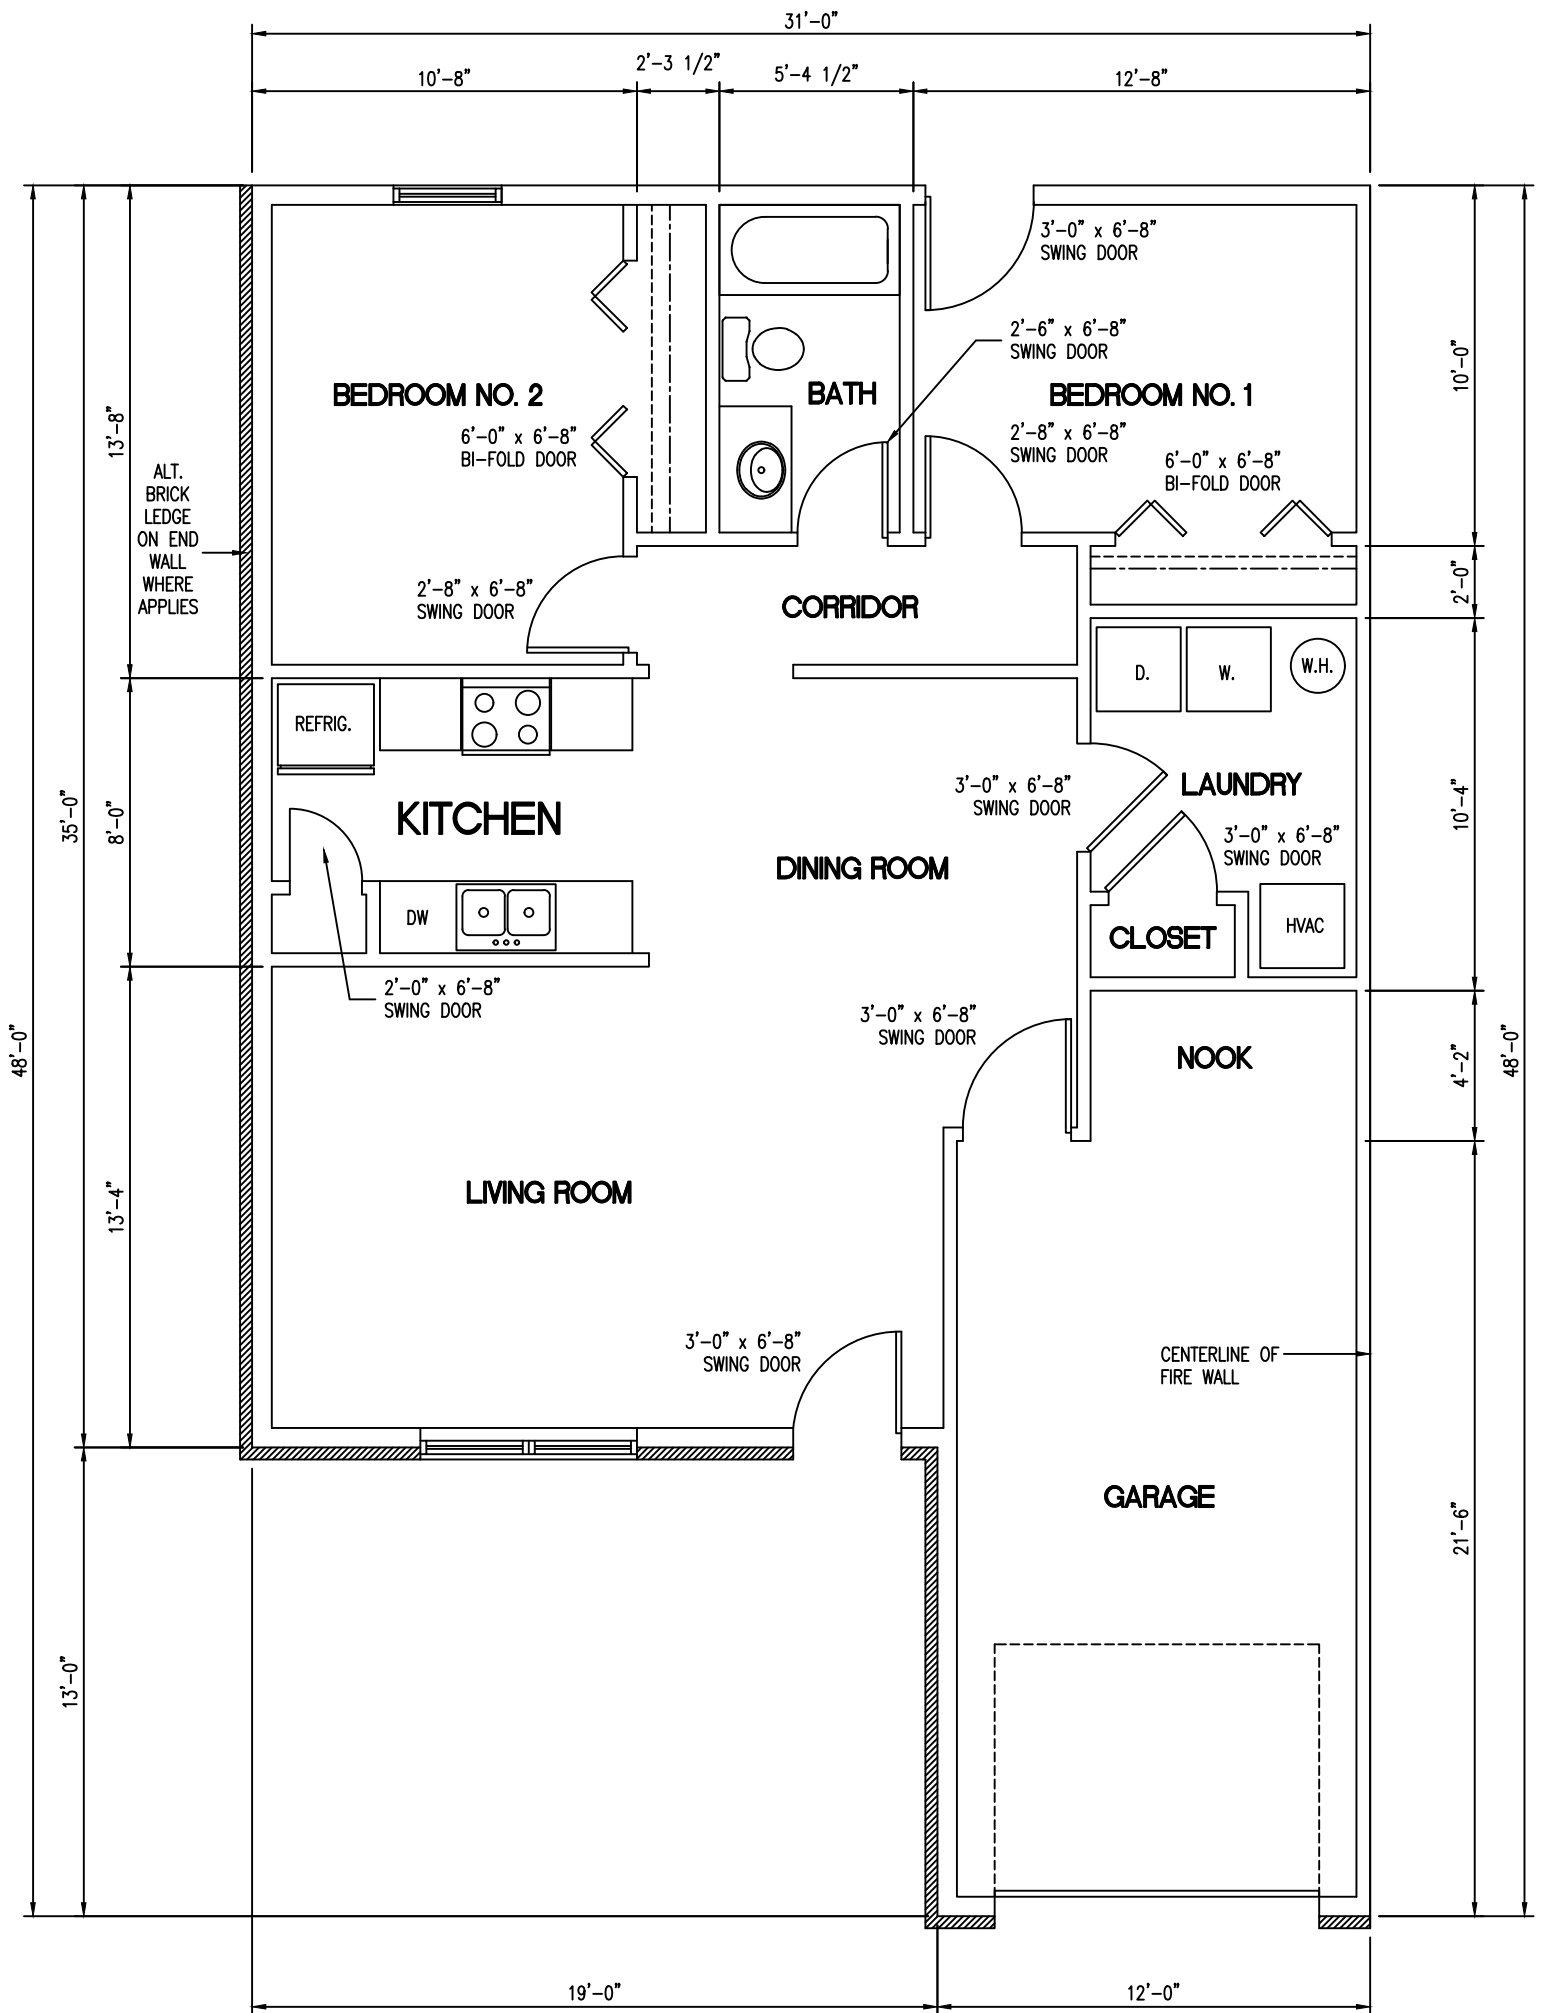 31'-0"
10'-8"
2'-3 1/2"
5'-4 1/2"
12'-8"
3'-0" x 6'-8"
SWING DOOR
2'-6" x 6'-8"
SWING DOOR
BEDROOM NO. 2
BATH
BEDROOM NO. 1
6'-0" x 6'-8"
BI-FOLD DOOR
2'-8" x 6'-8"
SWING DOOR
6'-0" x 6'-8"
BI-FOLD DOOR
10'-0"
13'-8"
ALT.
BRICK
LEDGE
ON END
WALL
WHERE
APPLIES
2'-8" x 6'-8"
SWING DOOR
CORRIDOR
2'-0"
D.
W.
W.H.
REFRIG.
KITCHEN
3'-0" x 6'-8"
SWING DOOR
LAUNDRY
3'-0" x 6'-8"
SWING DOOR
35'-0"
8'-0"
10'-4"
DINING ROOM
DW
CLOSET
HVAC
2'-0" x 6'-8"
SWING DOOR
3'-0" x 6'-8"
SWING DOOR
NOOK
48'-0"
4'-2"
48'-0"
13'-4"
LIVING ROOM
3'-0" x 6'-8"
SWING DOOR
CENTERLINE OF
FIRE WALL
GARAGE
21'-6"
13'-0"
19'-0"
12'-0"